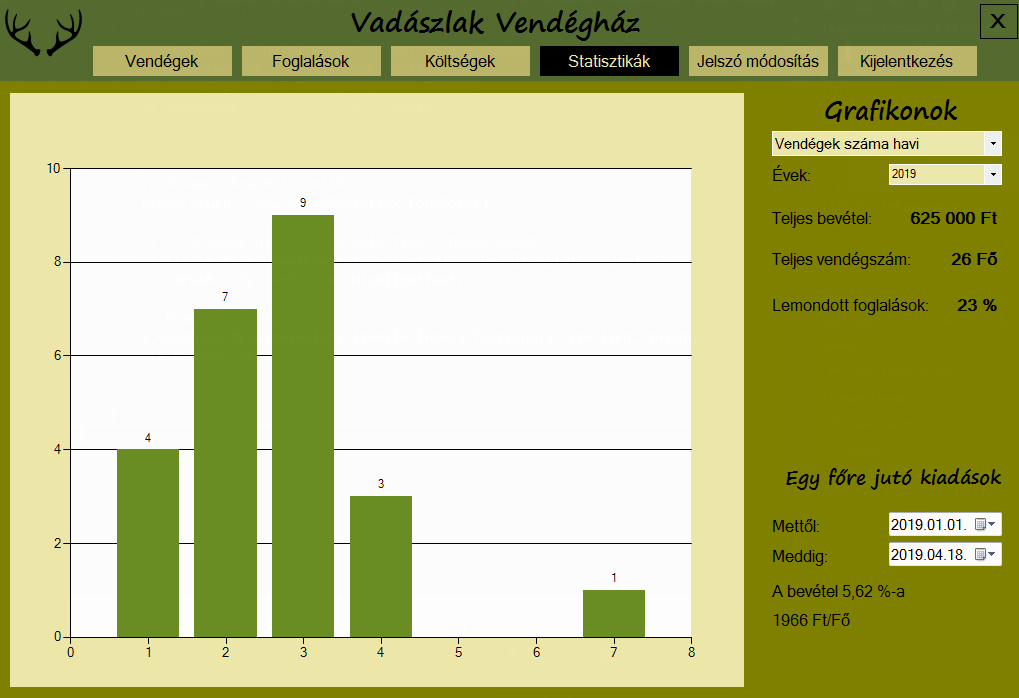 Vadászlak Vendégház
X
Vendégek
Foglalások
Költségek
Statisztikák
Jelszó módosítás
Kijelentkezés
10
8
6
4
2
0
0
1
2
3
4
5
6
7
8
4
7
9
3
1
Grafikonok
Vendégek száma havi
Évek: 2019
Teljes bevétel: 625 000 Ft
Teljes vendégszám: 26 Fő
Lemondott foglalások: 23 %
Egy főre jutó kiadások
Mettől: 2019.01.01.
Meddig: 2019.04.18.
A bevétel 5,62 %-a
1966 Ft/Fő